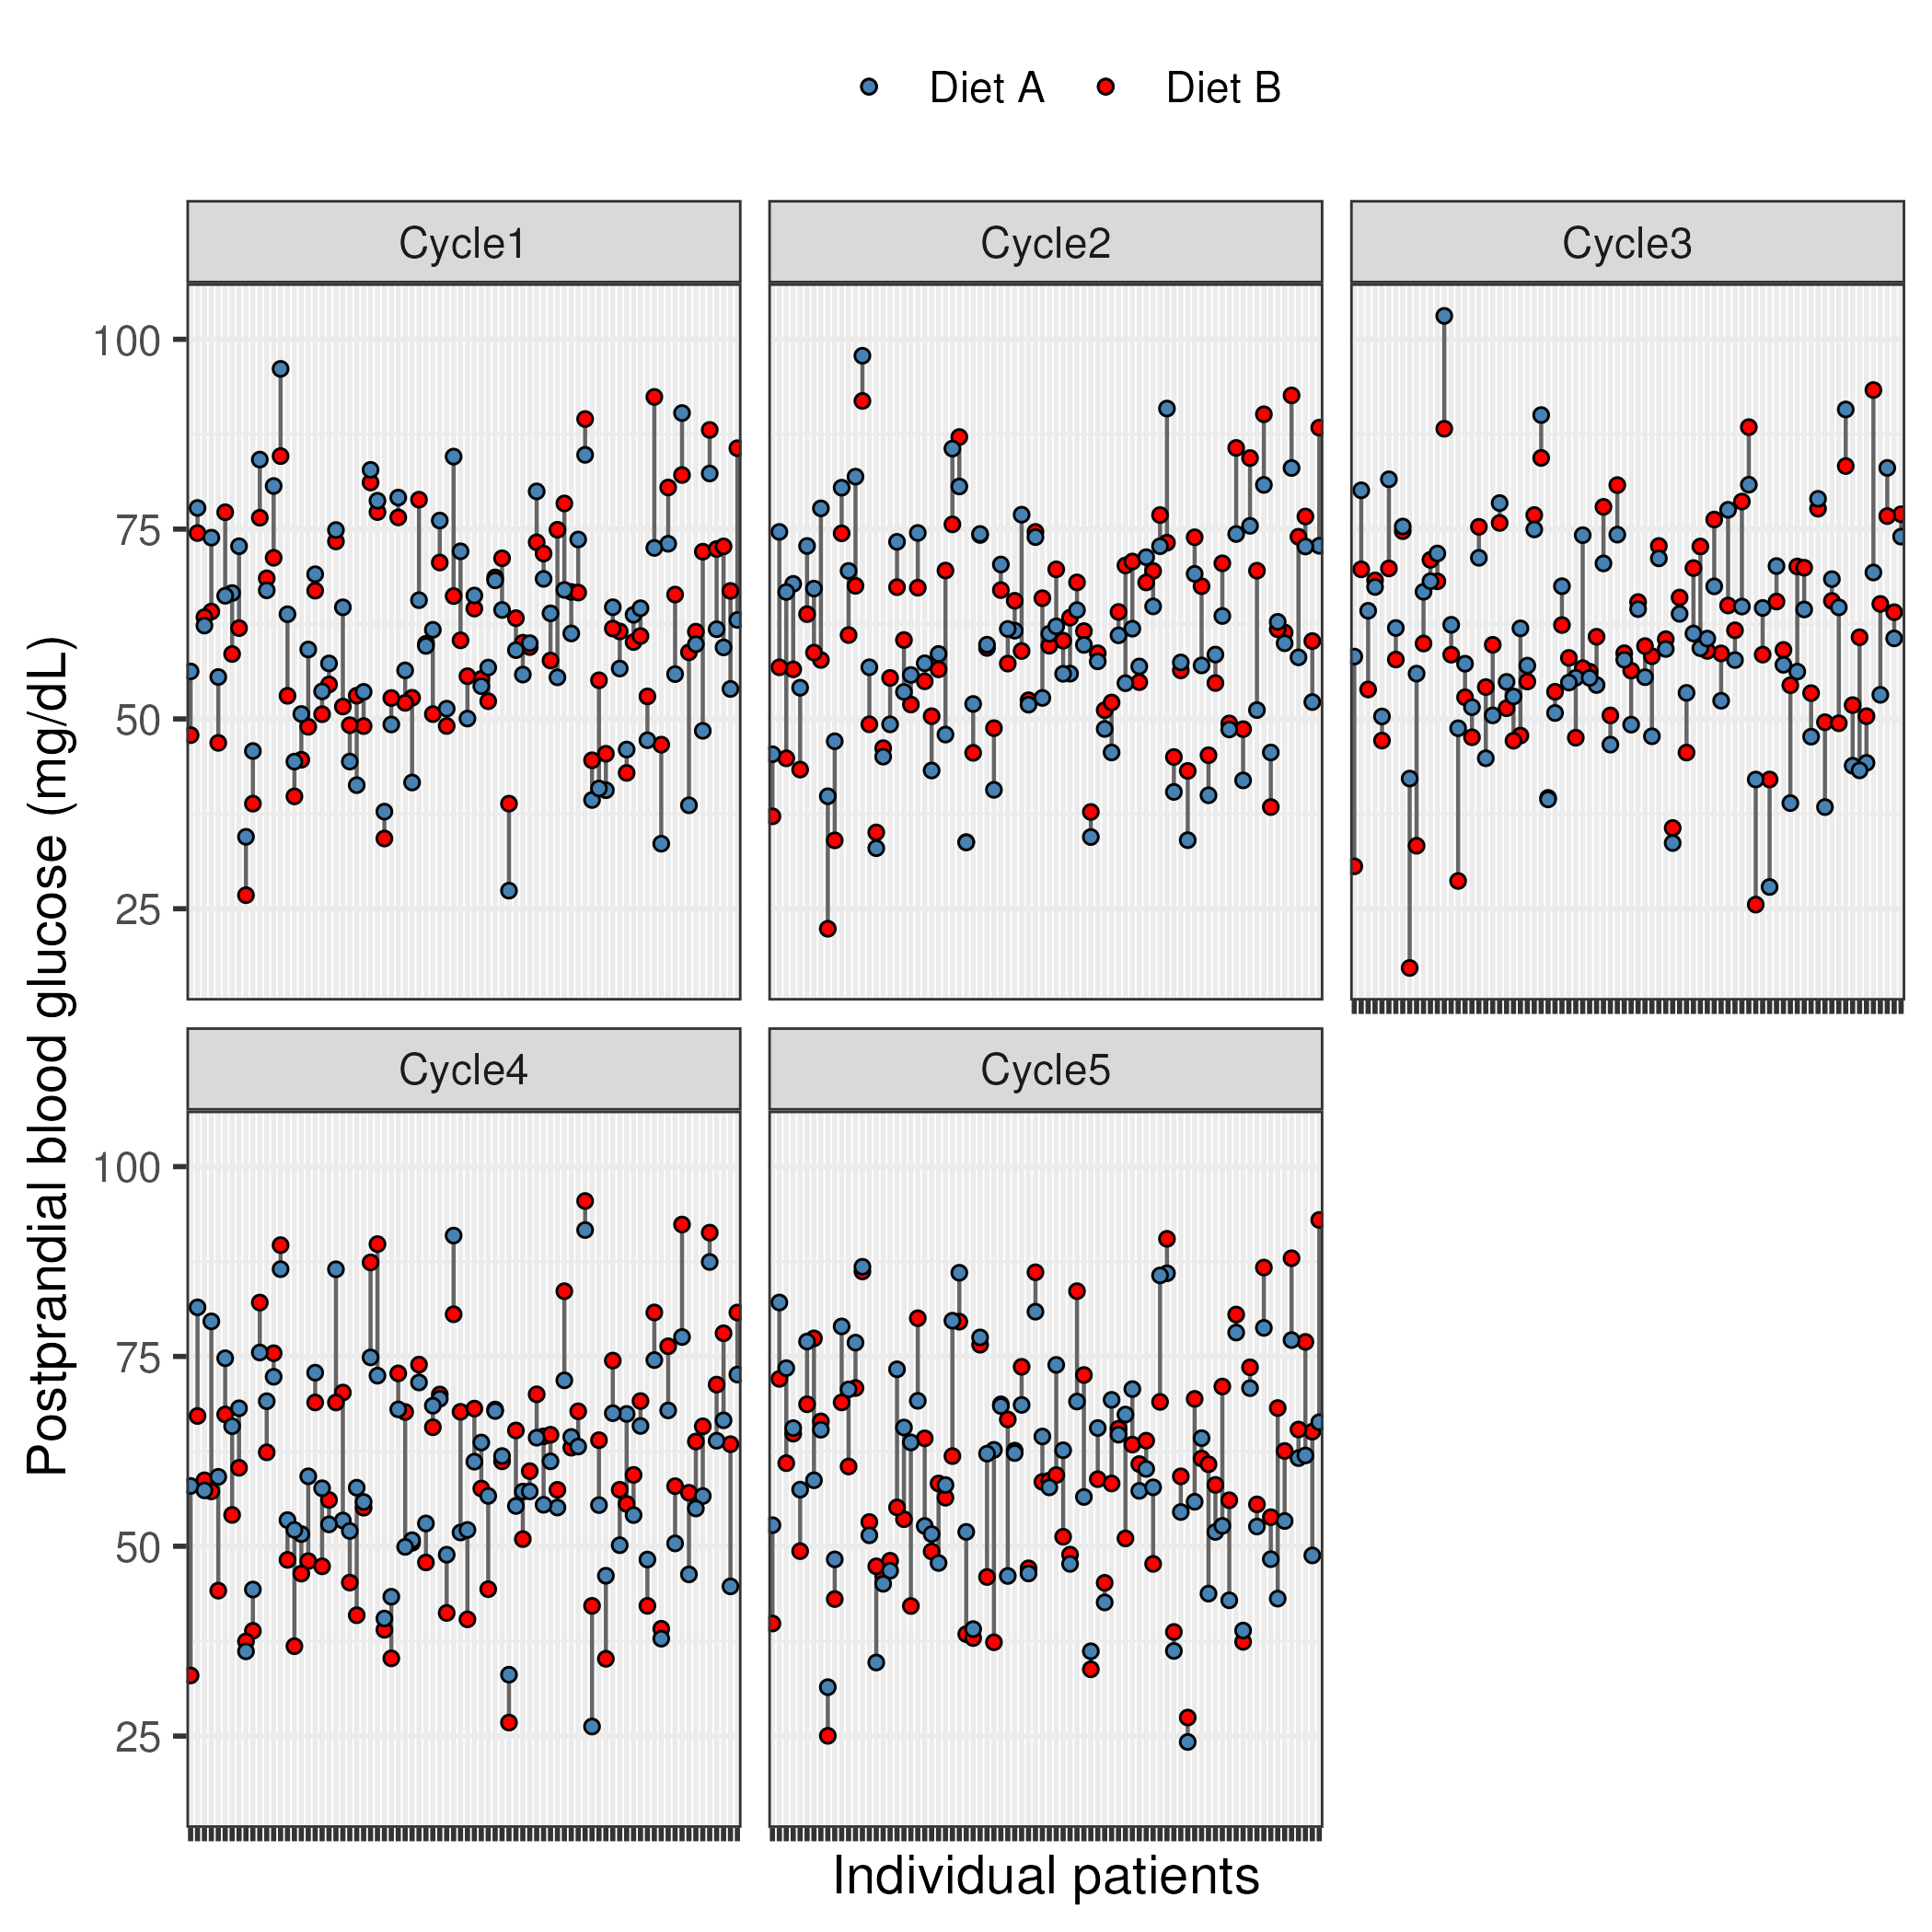 Diet A Diet B
Cycle1 Cycle2 Cycle3
100
75
50
25
Cycle4 Cycle5
100
75
50
25
Postprandial blood glucose (mg/dL)
Individual patients